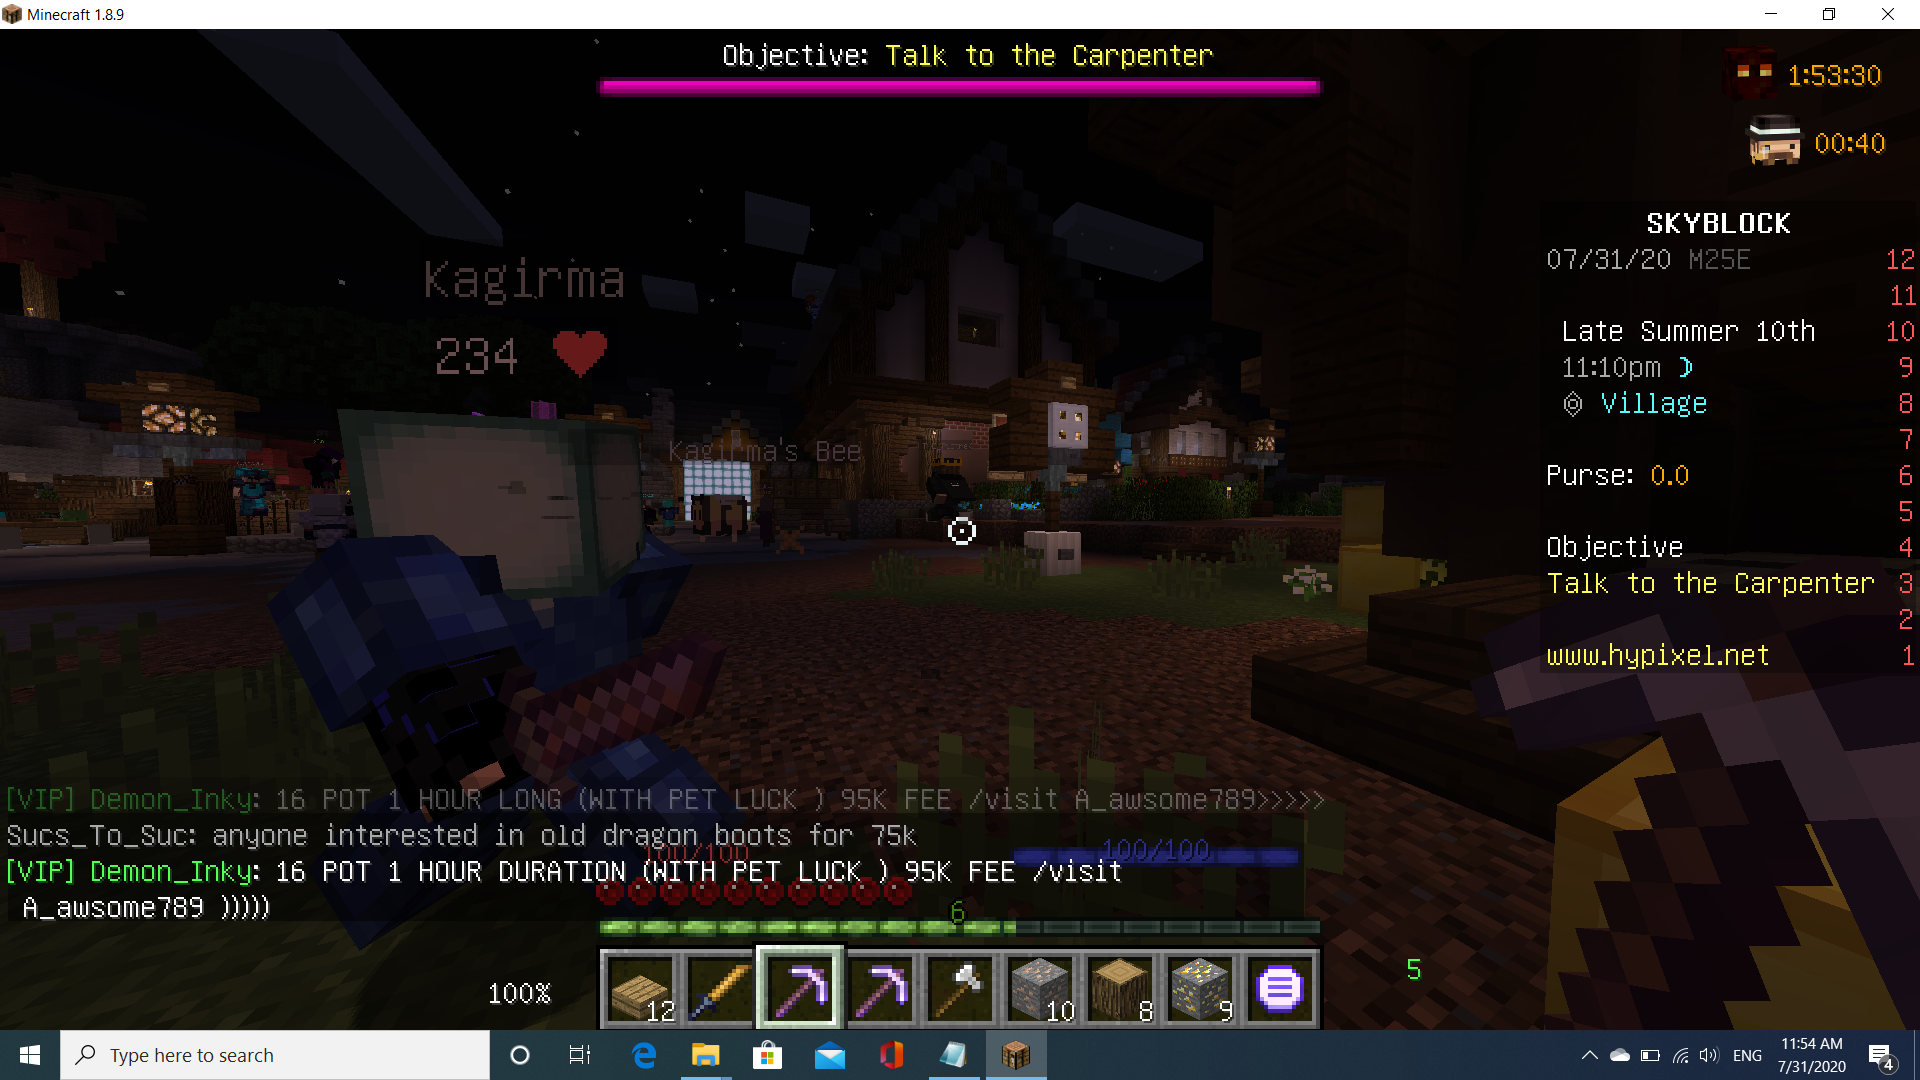 Minecraft 1.8.9
Objective: Talk to the Carpenter
1:53:30
00:40
SKYBLOCK
07/31/20 M25E 12
11
Late Summer 10th 10
11:10pm ☽ 9
Village 8
7
Purse: 0.0 6
5
Objective 4
Talk to the Carpenter 3
2
www.hypixel.net 1
Kagirma
234 ❤
Kagirma's Bee
[VIP] Demon_Inky: 16 POT 1 HOUR LONG (WITH PET LUCK ) 95K FEE /visit A_awsome789>>>>>
Sucs_To_Suc: anyone interested in old dragon boots for 75k
100/100 100/100
[VIP] Demon_Inky: 16 POT 1 HOUR DURATION (WITH PET LUCK ) 95K FEE /visit
A_awsome789 )))))
6
5
100%
12 10 8 9
Type here to search
ENG
11:54 AM
7/31/2020
4